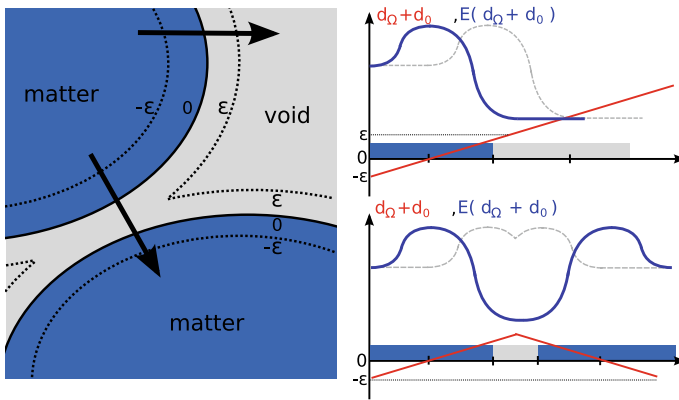 matter
-ε 0 ε
void
ε
0
-ε
matter
d_Ω+d_0 ,E( d_Ω+ d_0 )
ε
0
-ε
d_Ω+d_0 ,E( d_Ω + d_0 )
0
-ε